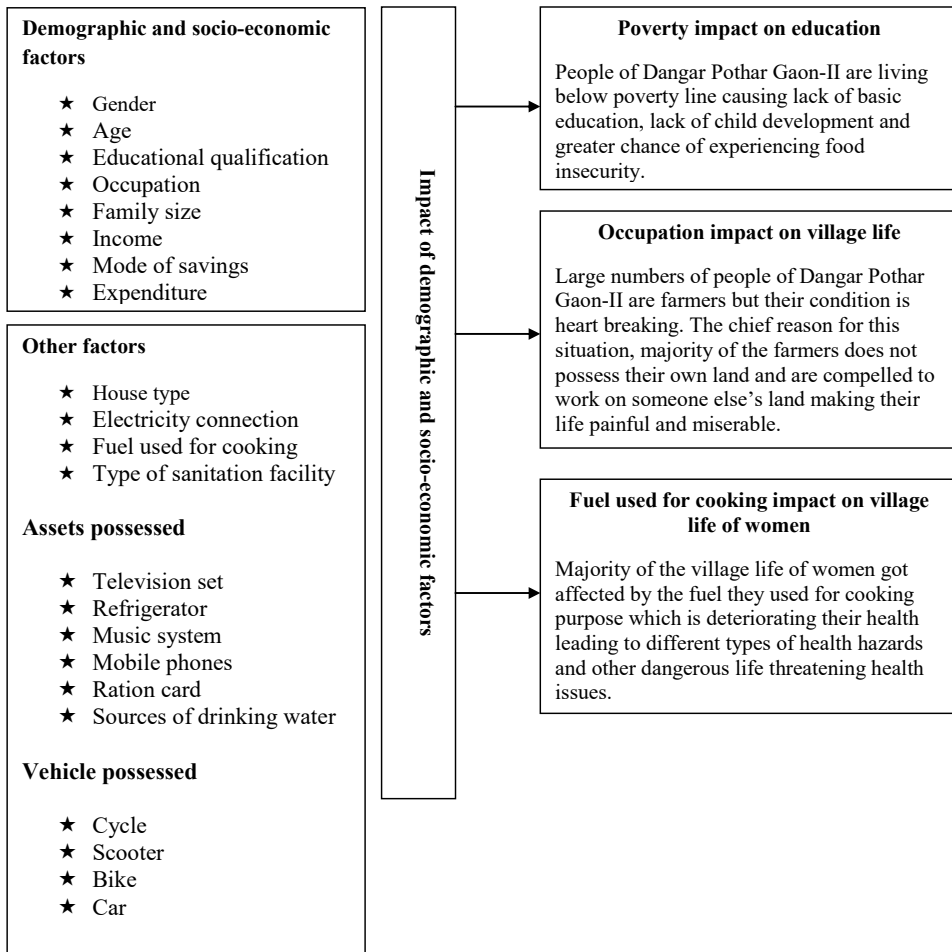 Demographic and socio-economic
factors
★ Gender
★ Age
★ Educational qualification
★ Occupation
★ Family size
★ Income
★ Mode of savings
★ Expenditure
Other factors
★ House type
★ Electricity connection
★ Fuel used for cooking
★ Type of sanitation facility
Assets possessed
★ Television set
★ Refrigerator
★ Music system
★ Mobile phones
★ Ration card
★ Sources of drinking water
Vehicle possessed
★ Cycle
★ Scooter
★ Bike
★ Car
Impact of demographic and socio-economic factors
Poverty impact on education
People of Dangar Pothar Gaon-II are living
below poverty line causing lack of basic
education, lack of child development and
greater chance of experiencing food
insecurity.
Occupation impact on village life
Large numbers of people of Dangar Pothar
Gaon-II are farmers but their condition is
heart breaking. The chief reason for this
situation, majority of the farmers does not
possess their own land and are compelled to
work on someone else’s land making their
life painful and miserable.
Fuel used for cooking impact on village
life of women
Majority of the village life of women got
affected by the fuel they used for cooking
purpose which is deteriorating their health
leading to different types of health hazards
and other dangerous life threatening health
issues.